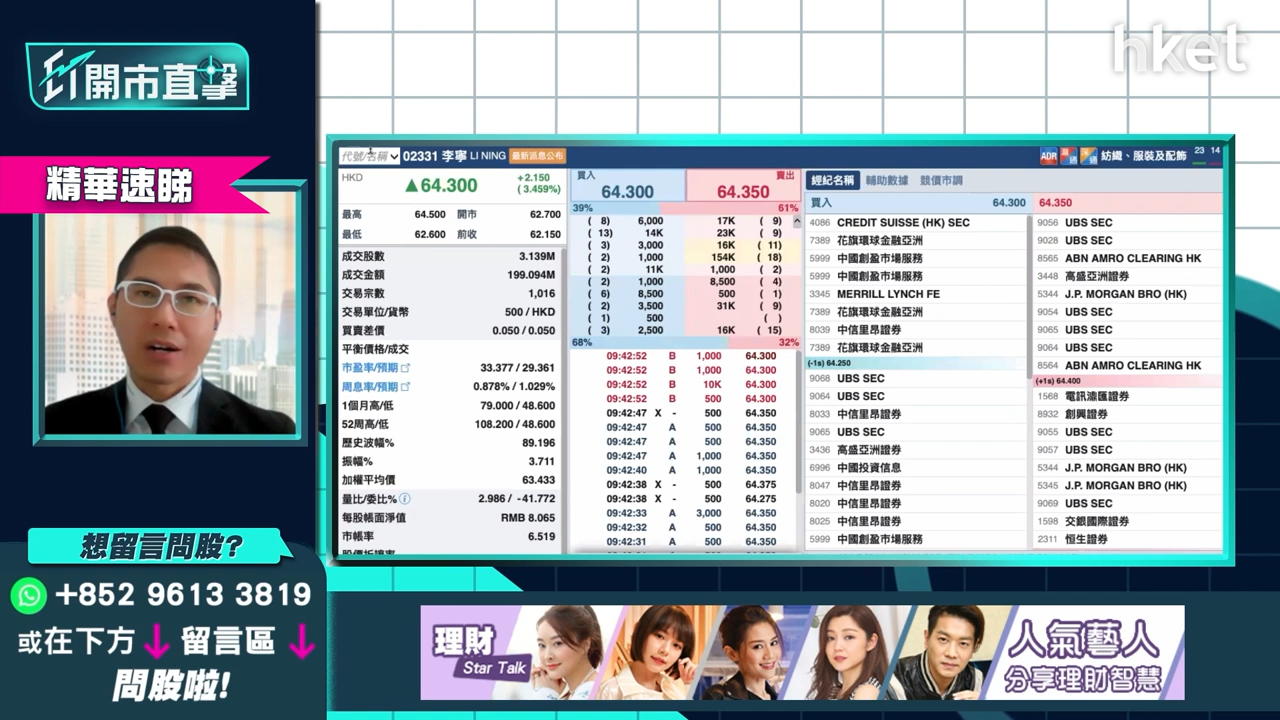 hket
開市直擊
精華速睇
代號/名稱 02331 李寧 LI NING 最新派息公布
ADR 紡織、服裝及配飾 23 14
HKD ▲64.300 +2.150
( 3.459%)
最高 64.500 開市 62.700
最低 62.600 前收 62.150
成交股數 3.139M
成交金額 199.094M
交易宗數 1,016
交易單位/貨幣 500 / HKD
買賣差價 0.050 / 0.050
平衡價格/成交
市盈率/預期 33.377 / 29.361
周息率/預期 0.878% / 1.029%
1個月高/低 79.000 / 48.600
52周高/低 108.200 / 48.600
歷史波幅% 89.196
振幅% 3.711
加權平均價 63.433
量比/委比% 2.986 / -41.772
每股帳面淨值 RMB 8.065
市帳率 6.519
買入 賣出
64.300 64.350
39% 61%
( 8) 6,000 17K ( 9)
( 13) 14K 23K ( 9)
( 3) 3,000 16K ( 11)
( 2) 1,000 154K ( 18)
( 2) 11K 1,000 ( 2)
( 2) 1,000 8,500 ( 4)
( 6) 8,500 500 ( 1)
( 2) 3,500 31K ( 9)
( 1) 500 ( )
( 3) 2,500 16K ( 15)
68% 32%
09:42:52 B 1,000 64.300
09:42:52 B 1,000 64.300
09:42:52 B 10K 64.300
09:42:52 B 500 64.300
09:42:47 X - 500 64.350
09:42:47 A 500 64.350
09:42:47 A 500 64.350
09:42:47 A 1,000 64.350
09:42:40 A 1,000 64.350
09:42:38 X - 500 64.375
09:42:38 X - 500 64.275
09:42:33 A 3,000 64.350
09:42:32 A 500 64.350
09:42:31 A 500 64.350
經紀名稱 輔助數據 競價市調
買入 64.300 64.350
4086 CREDIT SUISSE (HK) SEC 9056 UBS SEC
7389 花旗環球金融亞洲 9028 UBS SEC
5999 中國創盈市場服務 8565 ABN AMRO CLEARING HK
5999 中國創盈市場服務 3448 高盛亞洲證券
3345 MERRILL LYNCH FE 5344 J.P. MORGAN BRO (HK)
7389 花旗環球金融亞洲 9054 UBS SEC
8039 中信里昂證券 9065 UBS SEC
7389 花旗環球金融亞洲 9064 UBS SEC
(-1s) 64.250 8564 ABN AMRO CLEARING HK
9068 UBS SEC (+1s) 64.400
9064 UBS SEC 1568 電訊滙證券
8033 中信里昂證券 8932 創興證券
9065 UBS SEC 9055 UBS SEC
3436 高盛亞洲證券 9057 UBS SEC
6996 中國投資信息 5344 J.P. MORGAN BRO (HK)
8047 中信里昂證券 5345 J.P. MORGAN BRO (HK)
8020 中信里昂證券 9069 UBS SEC
8025 中信里昂證券 1598 交銀國際證券
5999 中國創盈市場服務 2311 恒生證券
想留言問股?
+852 9613 3819
或在下方 ↓ 留言區 ↓
問股啦!
理財
Star Talk
人氣藝人
分享理財智慧